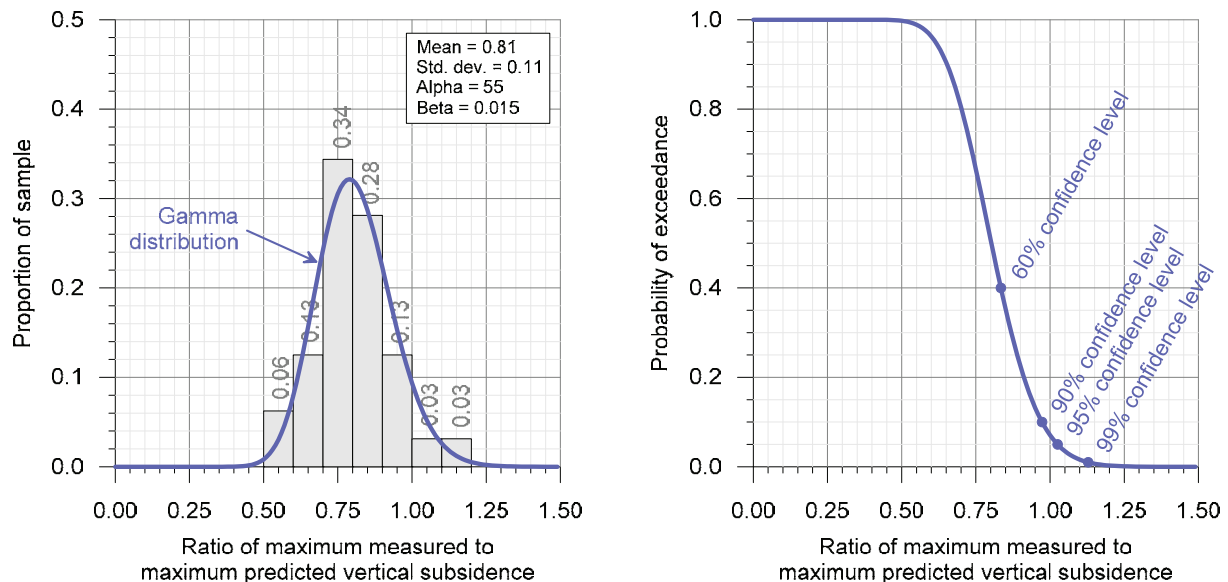 0.5
0.4
0.3
0.2
0.1
0.0
Proportion of sample
Mean = 0.81
Std. dev. = 0.11
Alpha = 55
Beta = 0.015
Gamma
distribution
0.06
0.13
0.34
0.28
0.13
0.03
0.03
0.00 0.25 0.50 0.75 1.00 1.25 1.50
Ratio of maximum measured to
maximum predicted vertical subsidence
1.0
0.8
0.6
0.4
0.2
0.0
Probability of exceedance
60% confidence level
90% confidence level
95% confidence level
99% confidence level
0.00 0.25 0.50 0.75 1.00 1.25 1.50
Ratio of maximum measured to
maximum predicted vertical subsidence